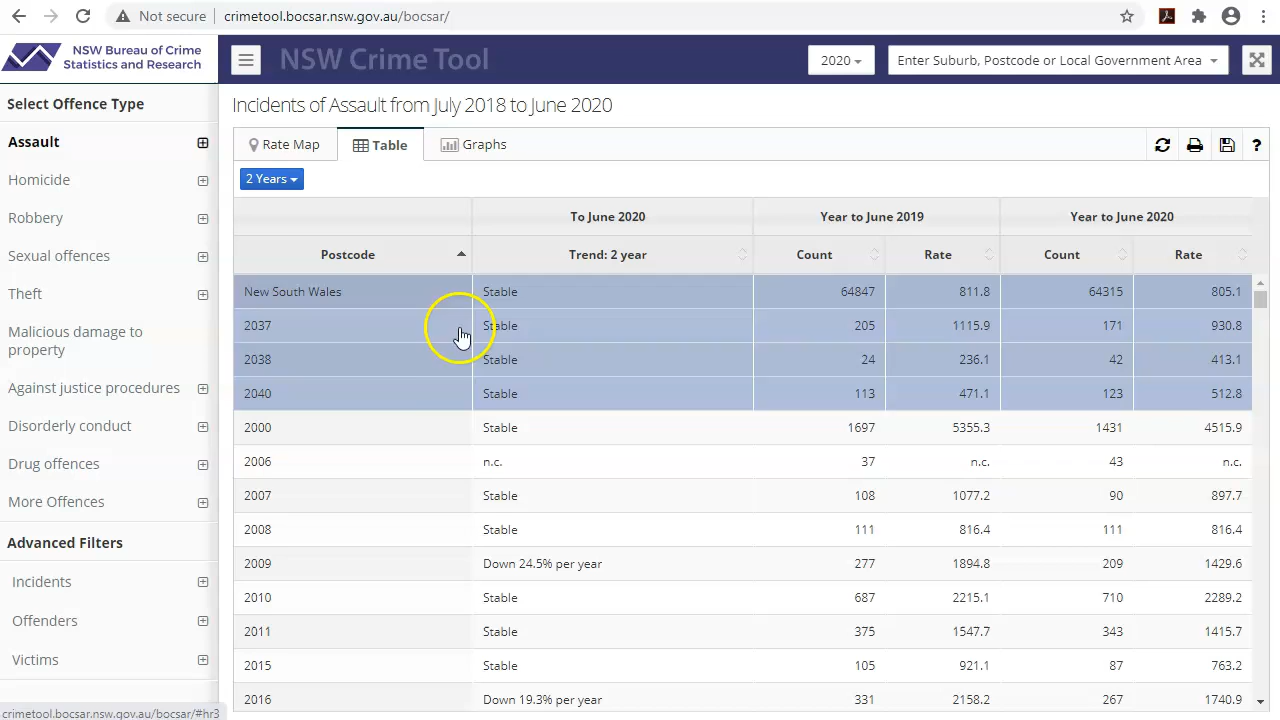 Not secure
crimetool.bocsar.nsw.gov.au/bocsar/
NSW Bureau of Crime
Statistics and Research
NSW Crime Tool
2020
Enter Suburb, Postcode or Local Government Area
Select Offence Type
Assault
Homicide
Robbery
Sexual offences
Theft
Malicious damage to
property
Against justice procedures
Disorderly conduct
Drug offences
More Offences
Advanced Filters
Incidents
Offenders
Victims
crimetool.bocsar.nsw.gov.au/bocsar/#hr3
Incidents of Assault from July 2018 to June 2020
Rate Map Table Graphs ?
2 Years
To June 2020 Year to June 2019 Year to June 2020
Postcode Trend: 2 year Count Rate Count Rate
New South Wales Stable 64847 811.8 64315 805.1
2037 Stable 205 1115.9 171 930.8
2038 Stable 24 236.1 42 413.1
2040 Stable 113 471.1 123 512.8
2000 Stable 1697 5355.3 1431 4515.9
2006 n.c. 37 n.c. 43 n.c.
2007 Stable 108 1077.2 90 897.7
2008 Stable 111 816.4 111 816.4
2009 Down 24.5% per year 277 1894.8 209 1429.6
2010 Stable 687 2215.1 710 2289.2
2011 Stable 375 1547.7 343 1415.7
2015 Stable 105 921.1 87 763.2
2016 Down 19.3% per year 331 2158.2 267 1740.9